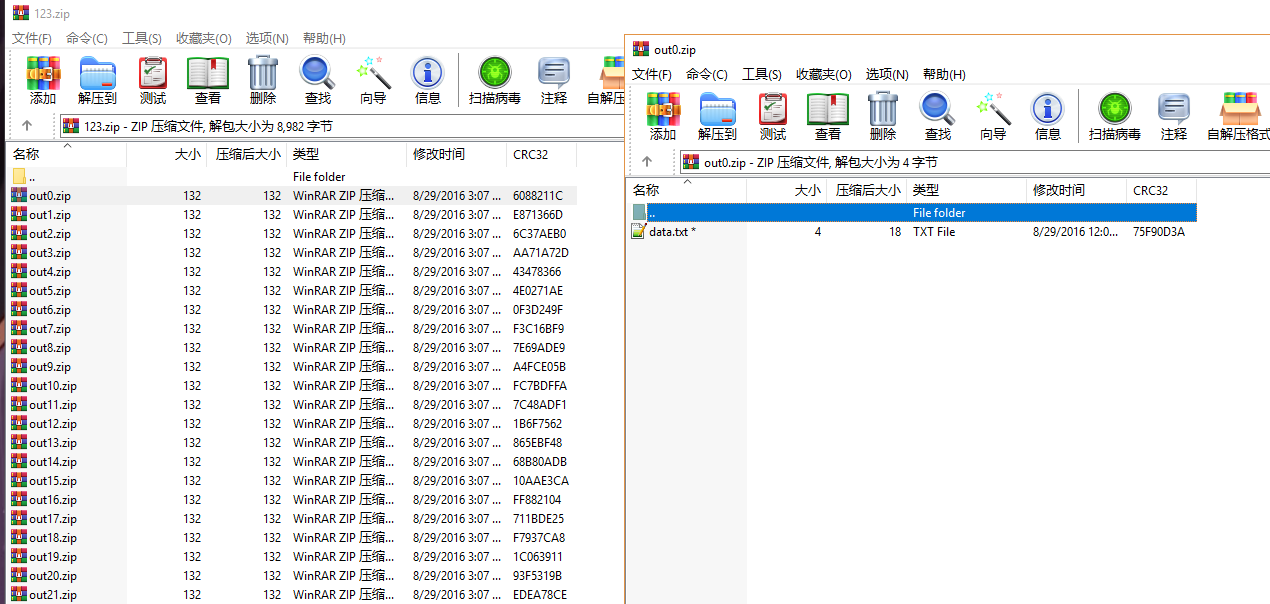 123.zip
文件(F) 命令(C) 工具(S) 收藏夹(O) 选项(N) 帮助(H)
添加 解压到 测试 查看 删除 查找 向导 信息 扫描病毒 注释 自解压
123.zip - ZIP 压缩文件, 解包大小为 8,982 字节
名称 大小 压缩后大小 类型 修改时间 CRC32
.. File folder
out0.zip 132 132 WinRAR ZIP 压缩... 8/29/2016 3:07 ... 6088211C
out1.zip 132 132 WinRAR ZIP 压缩... 8/29/2016 3:07 ... E871366D
out2.zip 132 132 WinRAR ZIP 压缩... 8/29/2016 3:07 ... 6C37AEB0
out3.zip 132 132 WinRAR ZIP 压缩... 8/29/2016 3:07 ... AA71A72D
out4.zip 132 132 WinRAR ZIP 压缩... 8/29/2016 3:07 ... 43478366
out5.zip 132 132 WinRAR ZIP 压缩... 8/29/2016 3:07 ... 4E0271AE
out6.zip 132 132 WinRAR ZIP 压缩... 8/29/2016 3:07 ... 0F3D249F
out7.zip 132 132 WinRAR ZIP 压缩... 8/29/2016 3:07 ... F3C16BF9
out8.zip 132 132 WinRAR ZIP 压缩... 8/29/2016 3:07 ... 7E69ADE9
out9.zip 132 132 WinRAR ZIP 压缩... 8/29/2016 3:07 ... A4FCE05B
out10.zip 132 132 WinRAR ZIP 压缩... 8/29/2016 3:07 ... FC7BDFFA
out11.zip 132 132 WinRAR ZIP 压缩... 8/29/2016 3:07 ... 7C48ADF1
out12.zip 132 132 WinRAR ZIP 压缩... 8/29/2016 3:07 ... 1B6F7562
out13.zip 132 132 WinRAR ZIP 压缩... 8/29/2016 3:07 ... 865EBF48
out14.zip 132 132 WinRAR ZIP 压缩... 8/29/2016 3:07 ... 68B80ADB
out15.zip 132 132 WinRAR ZIP 压缩... 8/29/2016 3:07 ... 10AAE3CA
out16.zip 132 132 WinRAR ZIP 压缩... 8/29/2016 3:07 ... FF882104
out17.zip 132 132 WinRAR ZIP 压缩... 8/29/2016 3:07 ... 711BDE25
out18.zip 132 132 WinRAR ZIP 压缩... 8/29/2016 3:07 ... F7937CA8
out19.zip 132 132 WinRAR ZIP 压缩... 8/29/2016 3:07 ... 1C063911
out20.zip 132 132 WinRAR ZIP 压缩... 8/29/2016 3:07 ... 93F5319B
out21.zip 132 132 WinRAR ZIP 压缩... 8/29/2016 3:07 ... EDEA78CE
out0.zip
文件(F) 命令(C) 工具(S) 收藏夹(O) 选项(N) 帮助(H)
添加 解压到 测试 查看 删除 查找 向导 信息 扫描病毒 注释 自解压格式
out0.zip - ZIP 压缩文件, 解包大小为 4 字节
名称 大小 压缩后大小 类型 修改时间 CRC32
.. File folder
data.txt * 4 18 TXT File 8/29/2016 12:0... 75F90D3A